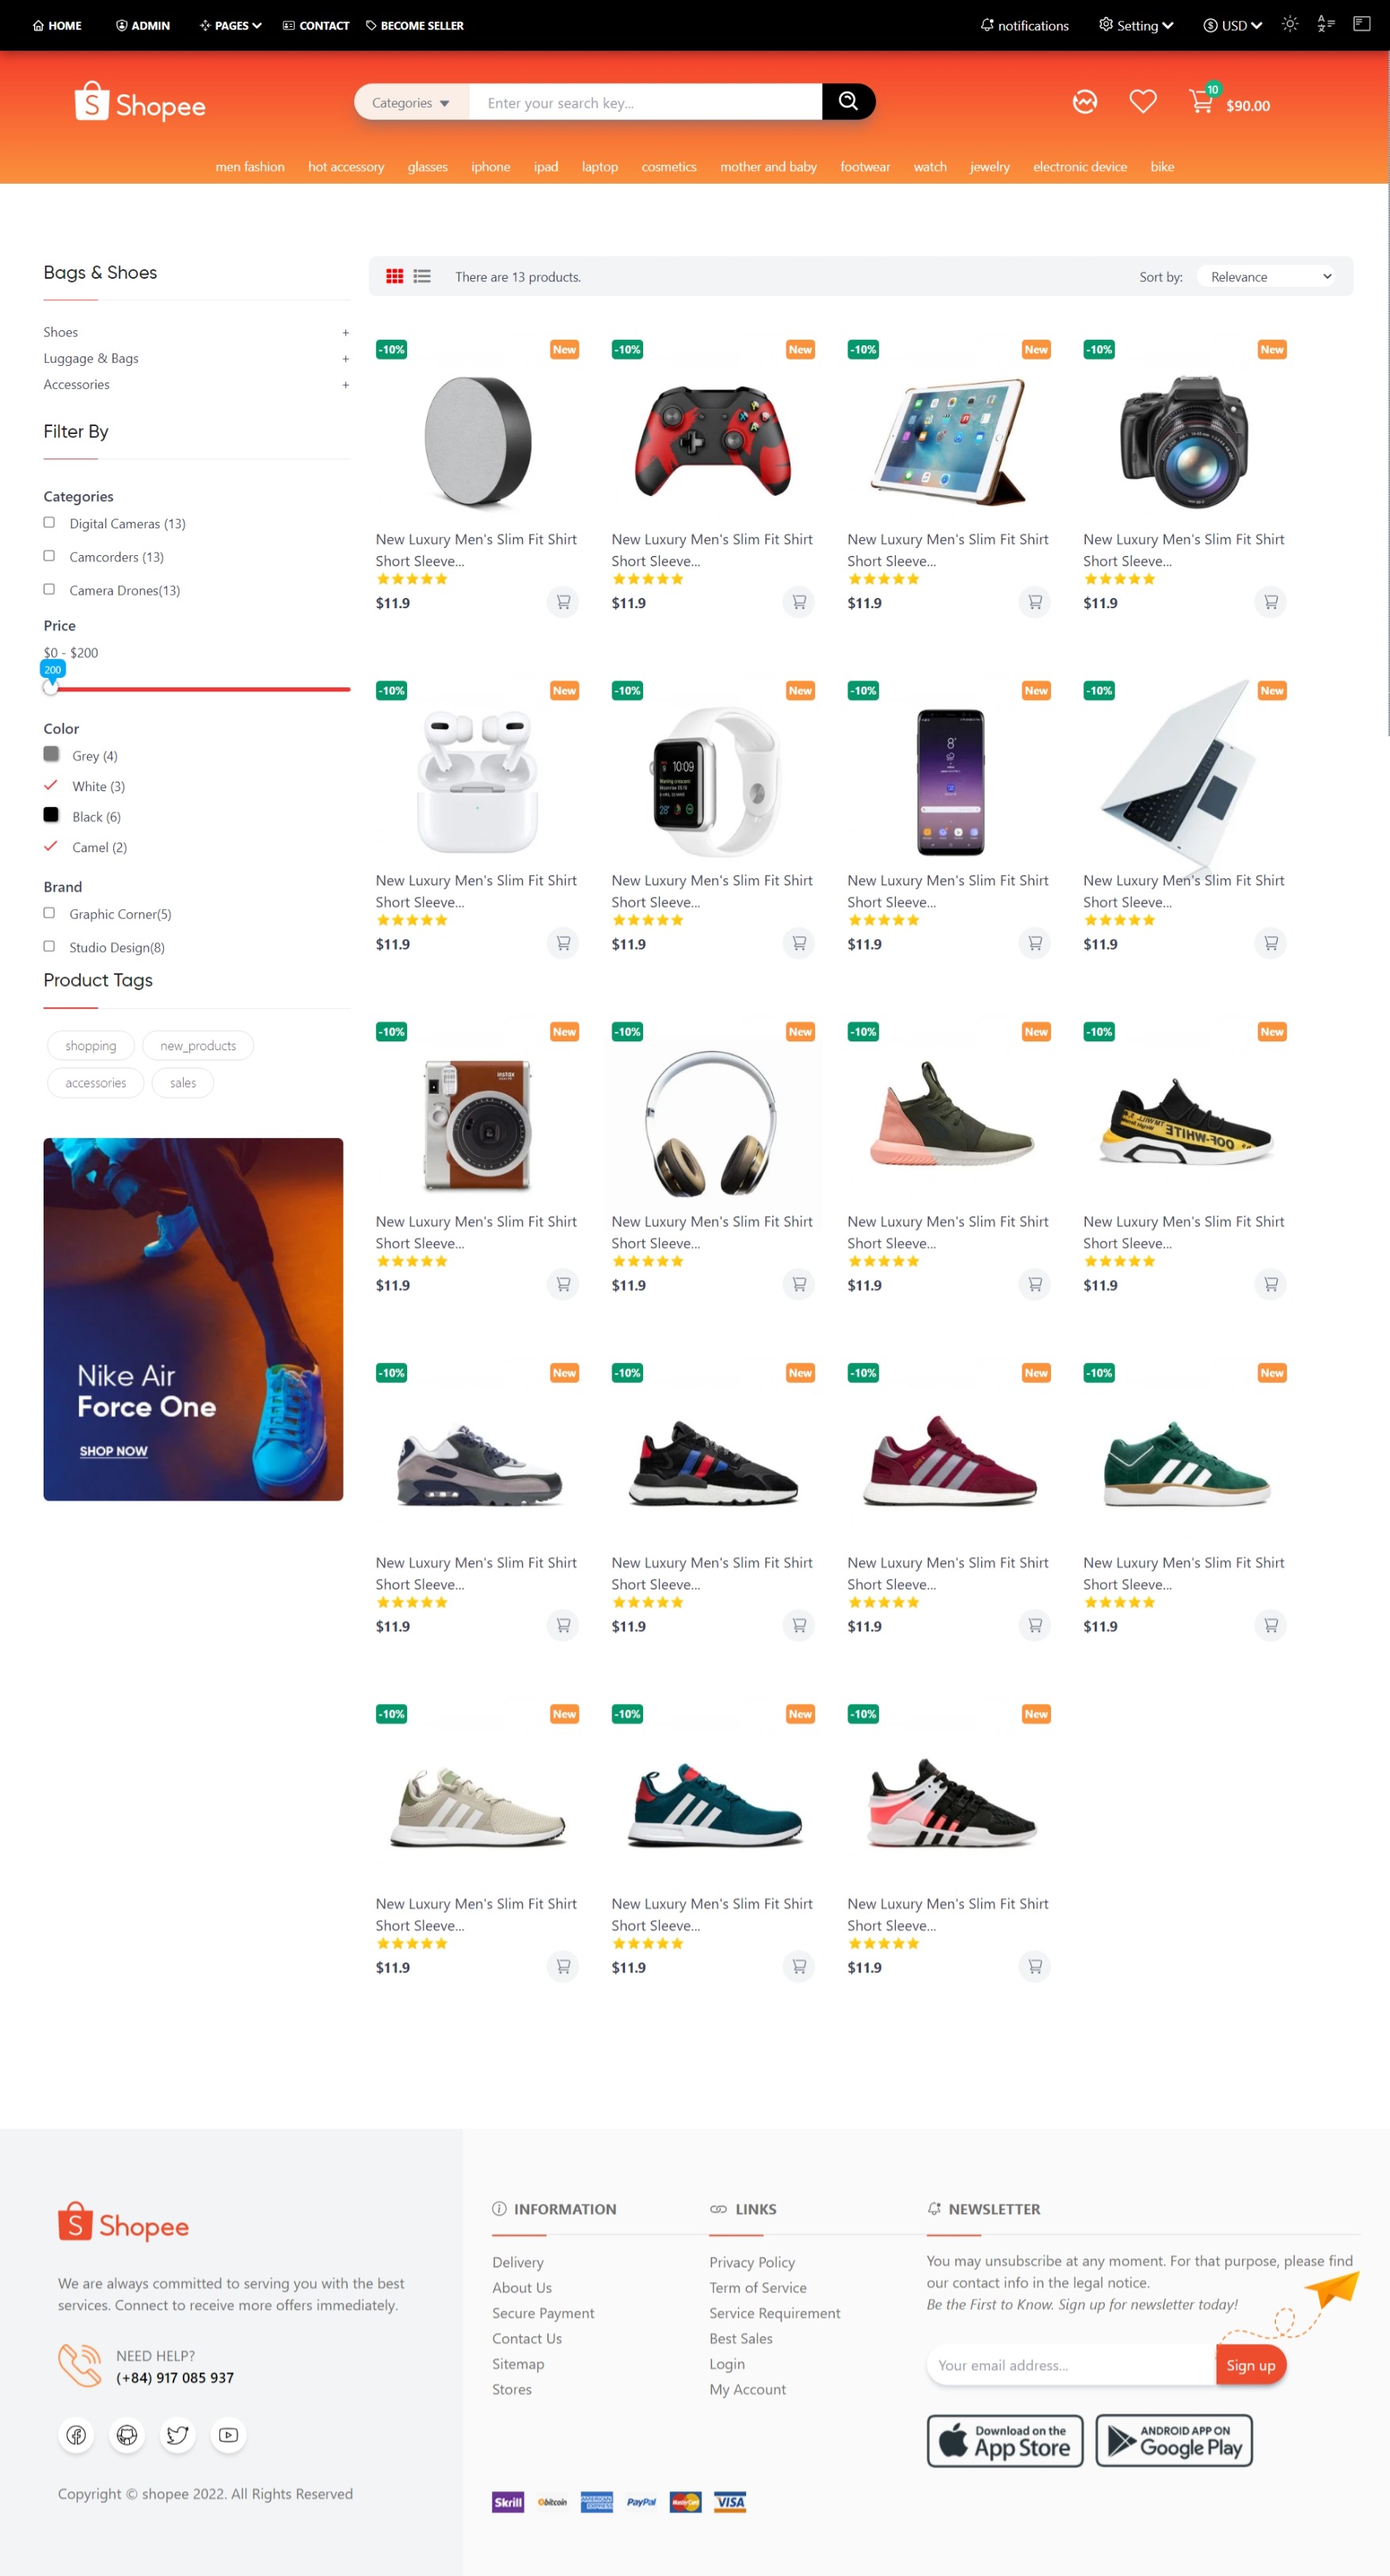 HOME ADMIN PAGES CONTACT BECOME SELLER notifications Setting USD
Shopee Categories Enter your search key... 10 $90.00
men fashion hot accessory glasses iphone ipad laptop cosmetics mother and baby footwear watch jewelry electronic device bike
Bags & Shoes
Shoes +
Luggage & Bags +
Accessories +
Filter By
Categories
Digital Cameras (13)
Camcorders (13)
Camera Drones(13)
Price
$0 - $200
200
Color
Grey (4)
White (3)
Black (6)
Camel (2)
Brand
Graphic Corner(5)
Studio Design(8)
Product Tags
shopping new_products
accessories sales
Nike Air
Force One
SHOP NOW
There are 13 products. Sort by: Relevance
-10% New -10% New -10% New -10% New
New Luxury Men's Slim Fit Shirt New Luxury Men's Slim Fit Shirt New Luxury Men's Slim Fit Shirt New Luxury Men's Slim Fit Shirt
Short Sleeve... Short Sleeve... Short Sleeve... Short Sleeve...
$11.9 $11.9 $11.9 $11.9
-10% New -10% New -10% New -10% New
10:09
28°
8°
New Luxury Men's Slim Fit Shirt New Luxury Men's Slim Fit Shirt New Luxury Men's Slim Fit Shirt New Luxury Men's Slim Fit Shirt
Short Sleeve... Short Sleeve... Short Sleeve... Short Sleeve...
$11.9 $11.9 $11.9 $11.9
-10% New -10% New -10% New -10% New
instax
New Luxury Men's Slim Fit Shirt New Luxury Men's Slim Fit Shirt New Luxury Men's Slim Fit Shirt New Luxury Men's Slim Fit Shirt
Short Sleeve... Short Sleeve... Short Sleeve... Short Sleeve...
$11.9 $11.9 $11.9 $11.9
-10% New -10% New -10% New -10% New
New Luxury Men's Slim Fit Shirt New Luxury Men's Slim Fit Shirt New Luxury Men's Slim Fit Shirt New Luxury Men's Slim Fit Shirt
Short Sleeve... Short Sleeve... Short Sleeve... Short Sleeve...
$11.9 $11.9 $11.9 $11.9
-10% New -10% New -10% New
New Luxury Men's Slim Fit Shirt New Luxury Men's Slim Fit Shirt New Luxury Men's Slim Fit Shirt
Short Sleeve... Short Sleeve... Short Sleeve...
$11.9 $11.9 $11.9
Shopee
We are always committed to serving you with the best
services. Connect to receive more offers immediately.
NEED HELP?
(+84) 917 085 937
Copyright © shopee 2022. All Rights Reserved
INFORMATION
Delivery
About Us
Secure Payment
Contact Us
Sitemap
Stores
LINKS
Privacy Policy
Term of Service
Service Requirement
Best Sales
Login
My Account
NEWSLETTER
You may unsubscribe at any moment. For that purpose, please find
our contact info in the legal notice.
Be the First to Know. Sign up for newsletter today!
Your email address... Sign up
Download on the
App Store
ANDROID APP ON
Google Play
Skrill bitcoin AMERICAN EXPRESS PayPal MasterCard VISA